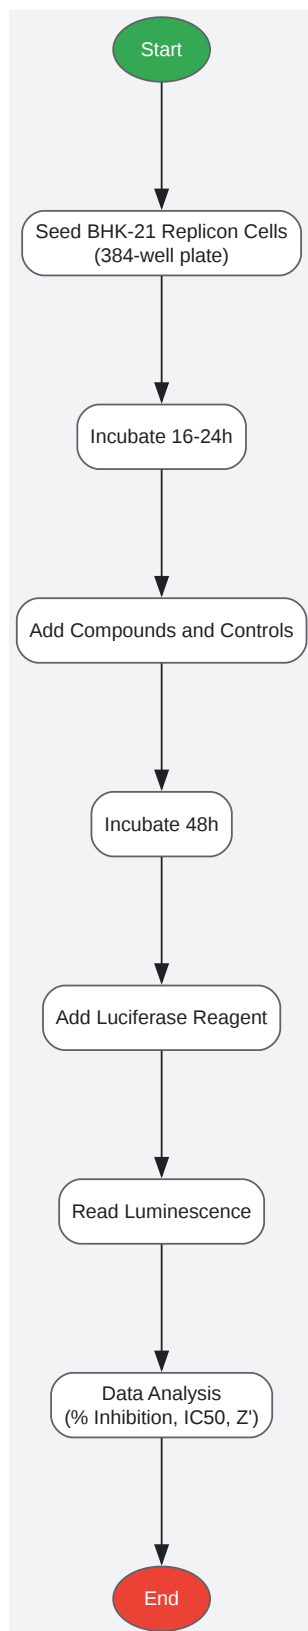 Start
Seed BHK-21 Replicon Cells
(384-well plate)
Incubate 16-24h
Add Compounds and Controls
Incubate 48h
Add Luciferase Reagent
Read Luminescence
Data Analysis
(% Inhibition, IC50, Z')
End